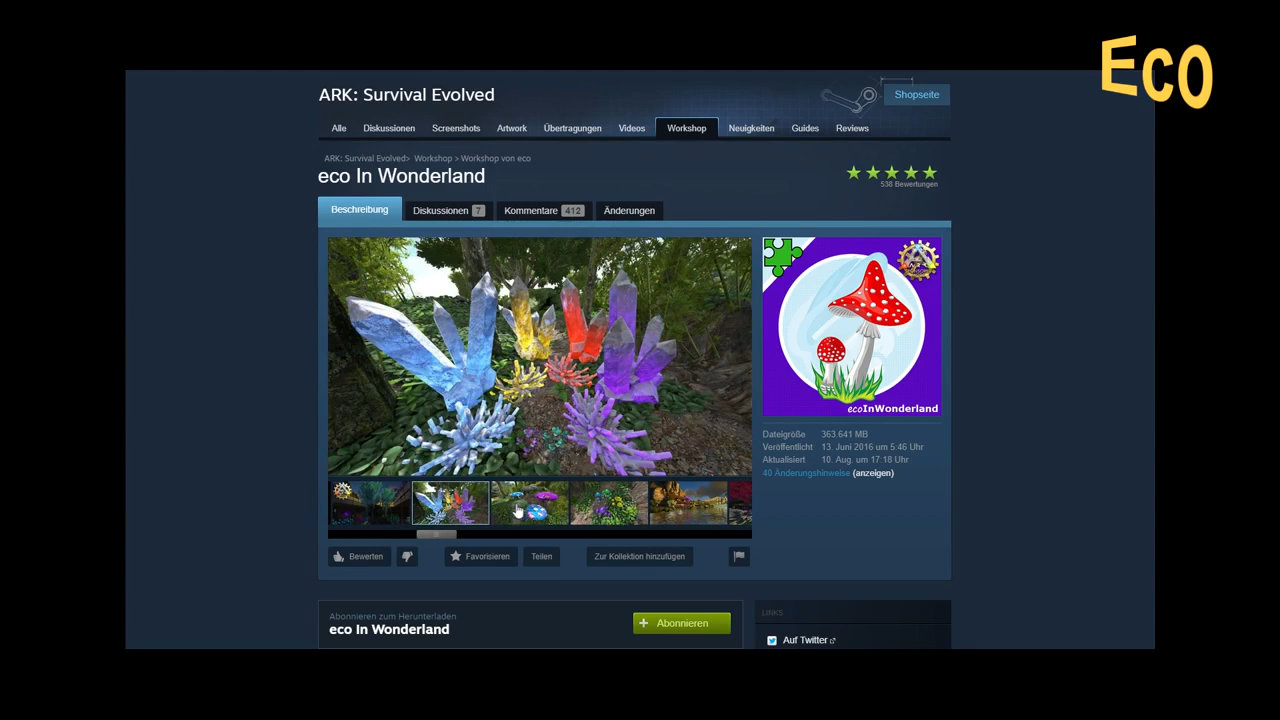 Eco
ARK: Survival Evolved
Shopseite
Alle Diskussionen Screenshots Artwork Übertragungen Videos Workshop Neuigkeiten Guides Reviews
ARK: Survival Evolved> Workshop > Workshop von eco
eco In Wonderland
538 Bewertungen
Beschreibung Diskussionen 7 Kommentare 412 Änderungen
ecoInWonderland
Dateigröße 363.641 MB
Veröffentlicht 13. Juni 2016 um 5:46 Uhr
Aktualisiert 10. Aug. um 17:18 Uhr
40 Änderungshinweise (anzeigen)
Bewerten Favorisieren Teilen Zur Kollektion hinzufügen
Abonnieren zum Herunterladen
eco In Wonderland
Abonnieren
LINKS
Auf Twitter